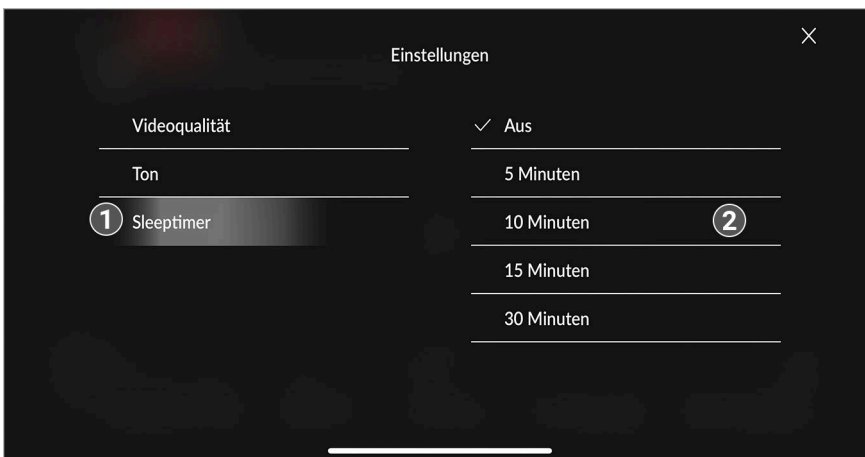 Einstellungen
Videoqualität
Ton
1 Sleeptimer
Aus
5 Minuten
10 Minuten 2
15 Minuten
30 Minuten